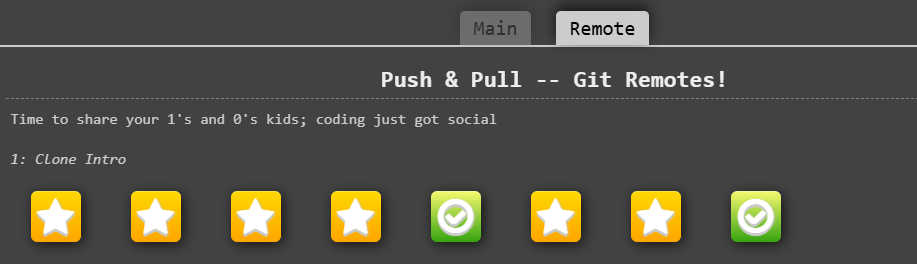 Main
Remote
Push & Pull -- Git Remotes!
Time to share your 1's and 0's kids; coding just got social
1: Clone Intro